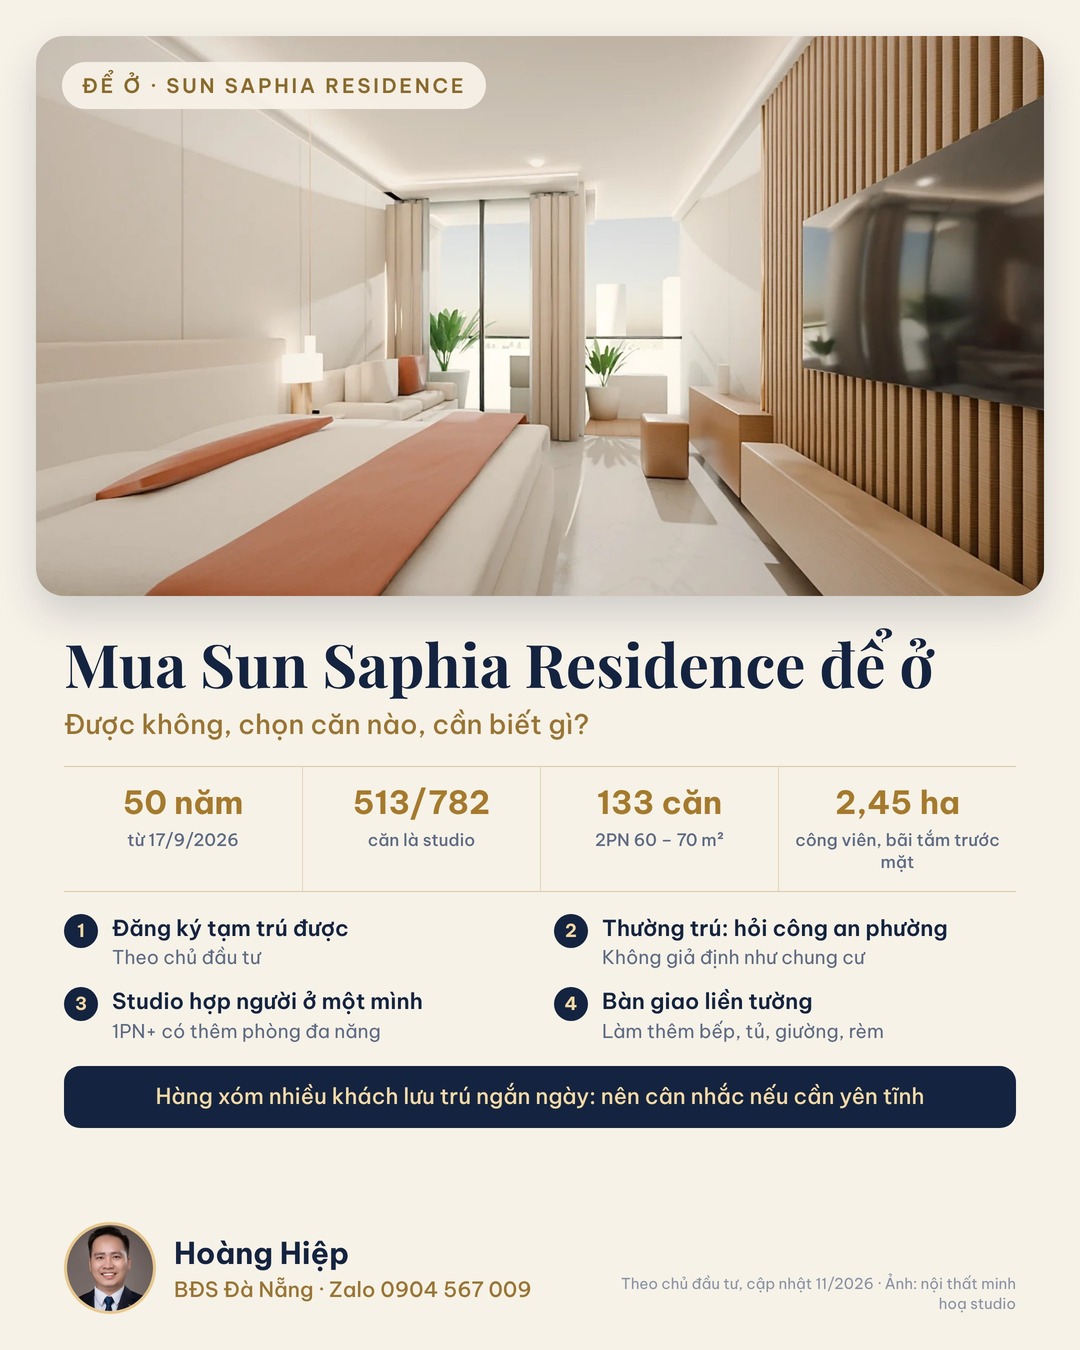 ĐỂ Ở · SUN SAPHIA RESIDENCE
Mua Sun Saphia Residence để ở
Được không, chọn căn nào, cần biết gì?
50 năm
từ 17/9/2026
513/782
căn là studio
133 căn
2PN 60 – 70 m²
2,45 ha
công viên, bãi tắm trước
mặt
1 Đăng ký tạm trú được
Theo chủ đầu tư
2 Thường trú: hỏi công an phường
Không giả định như chung cư
3 Studio hợp người ở một mình
1PN+ có thêm phòng đa năng
4 Bàn giao liền tường
Làm thêm bếp, tủ, giường, rèm
Hàng xóm nhiều khách lưu trú ngắn ngày: nên cân nhắc nếu cần yên tĩnh
Hoàng Hiệp
BĐS Đà Nẵng · Zalo 0904 567 009
Theo chủ đầu tư, cập nhật 11/2026 · Ảnh: nội thất minh
hoạ studio